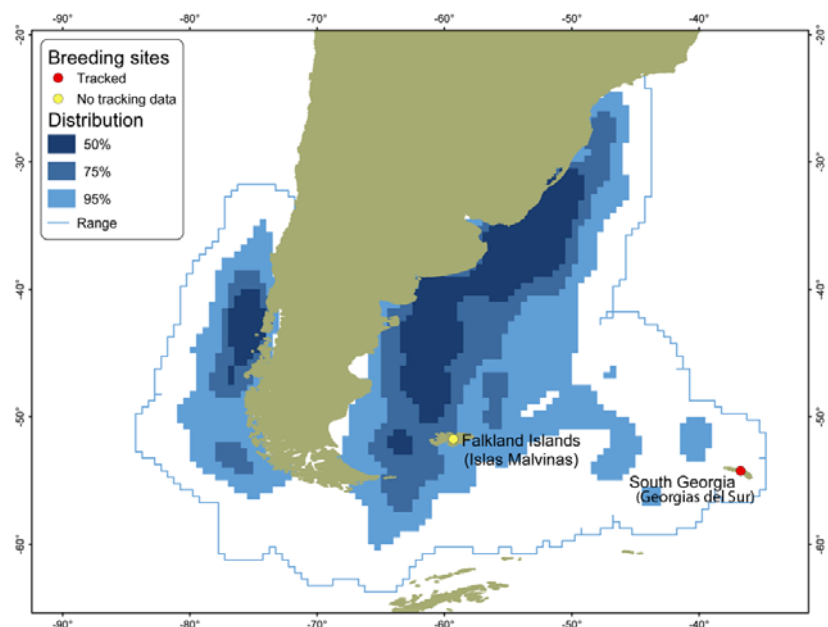 -90°
-80°
-70°
-60°
-50°
-40°
-20°
-20°
Breeding sites
Tracked
No tracking data
Distribution
50%
75%
95%
Range
-30°
-30°
-40°
-40°
-50°
-50°
Falkland Islands
(Islas Malvinas)
South Georgia
(Georgias del Sur)
-60°
-60°
-90°
-80°
-70°
-60°
-50°
-40°